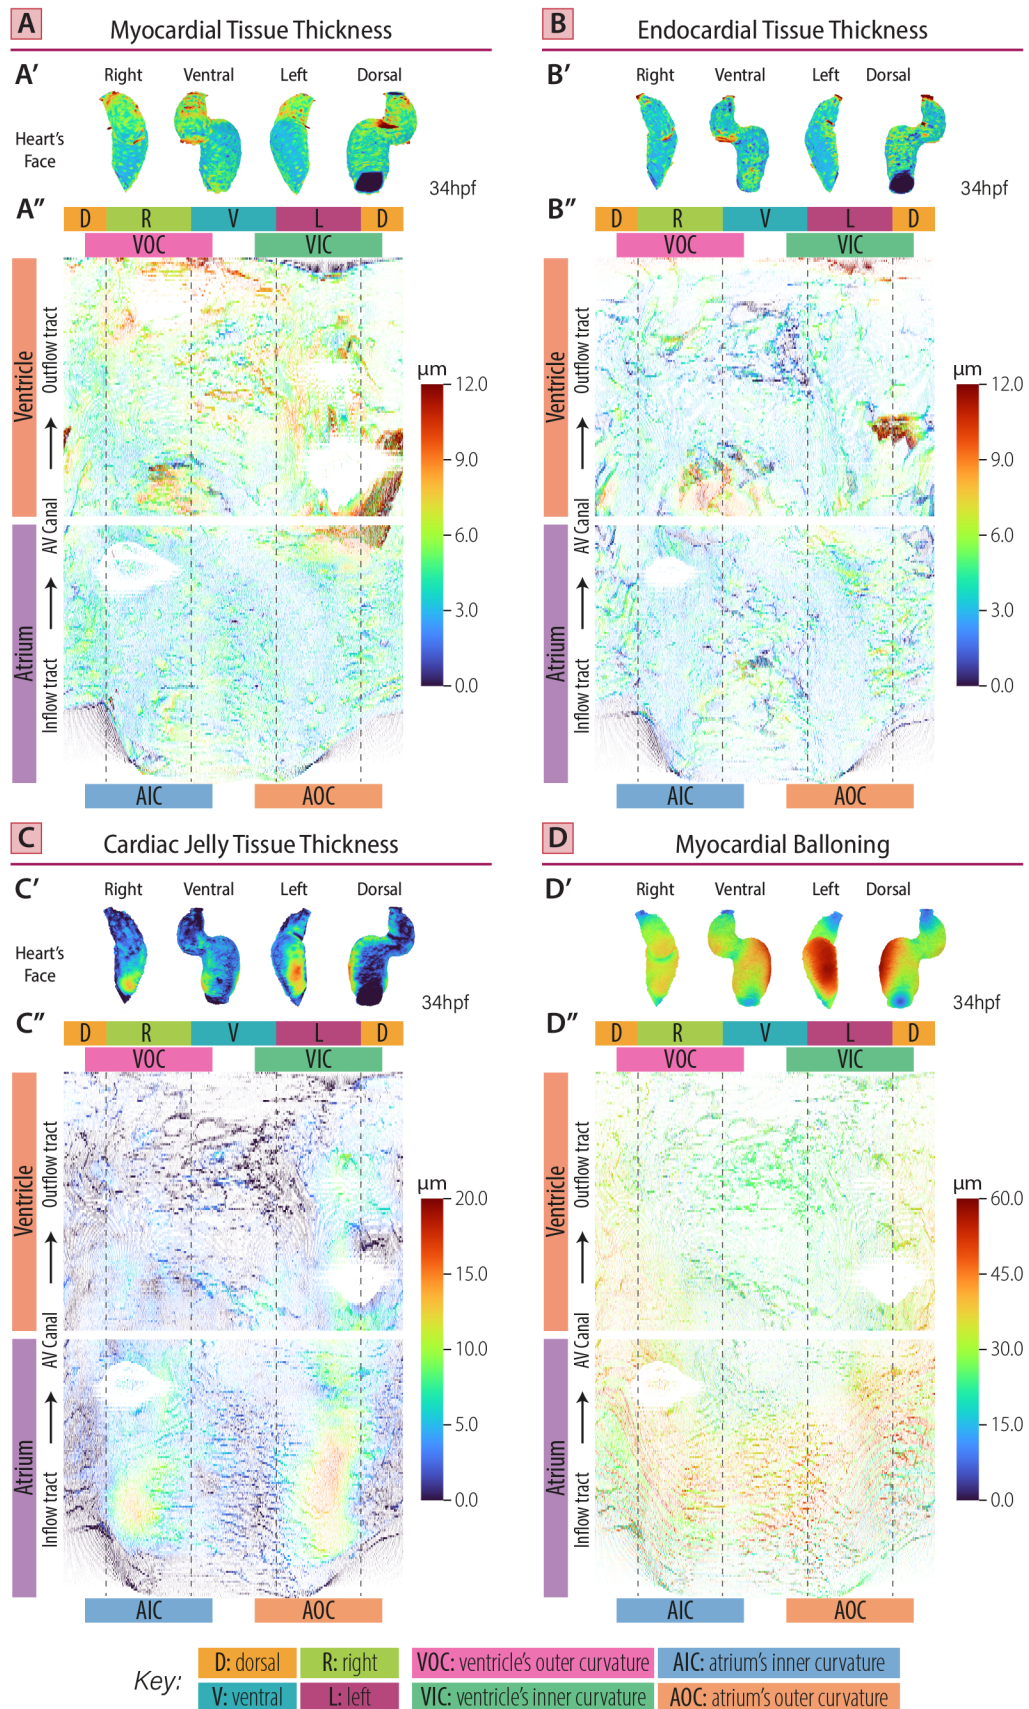 A Myocardial Tissue Thickness
A′ Right Ventral Left Dorsal
Heart's
Face
34hpf
A″
D R V L D
VOC VIC
Ventricle
Outflow tract
AV Canal
Atrium
Inflow tract
μm
12.0
9.0
6.0
3.0
0.0
AIC AOC
B Endocardial Tissue Thickness
B′ Right Ventral Left Dorsal
34hpf
B″
D R V L D
VOC VIC
Ventricle
Outflow tract
AV Canal
Atrium
Inflow tract
μm
12.0
9.0
6.0
3.0
0.0
AIC AOC
C Cardiac Jelly Tissue Thickness
C′ Right Ventral Left Dorsal
Heart's
Face
34hpf
C″
D R V L D
VOC VIC
Ventricle
Outflow tract
AV Canal
Atrium
Inflow tract
μm
20.0
15.0
10.0
5.0
0.0
AIC AOC
D Myocardial Balloning
D′ Right Ventral Left Dorsal
34hpf
D″
D R V L D
VOC VIC
Ventricle
Outflow tract
AV Canal
Atrium
Inflow tract
μm
60.0
45.0
30.0
15.0
0.0
AIC AOC
Key:
D: dorsal R: right VOC: ventricle's outer curvature AIC: atrium's inner curvature
V: ventral L: left VIC: ventricle's inner curvature AOC: atrium's outer curvature